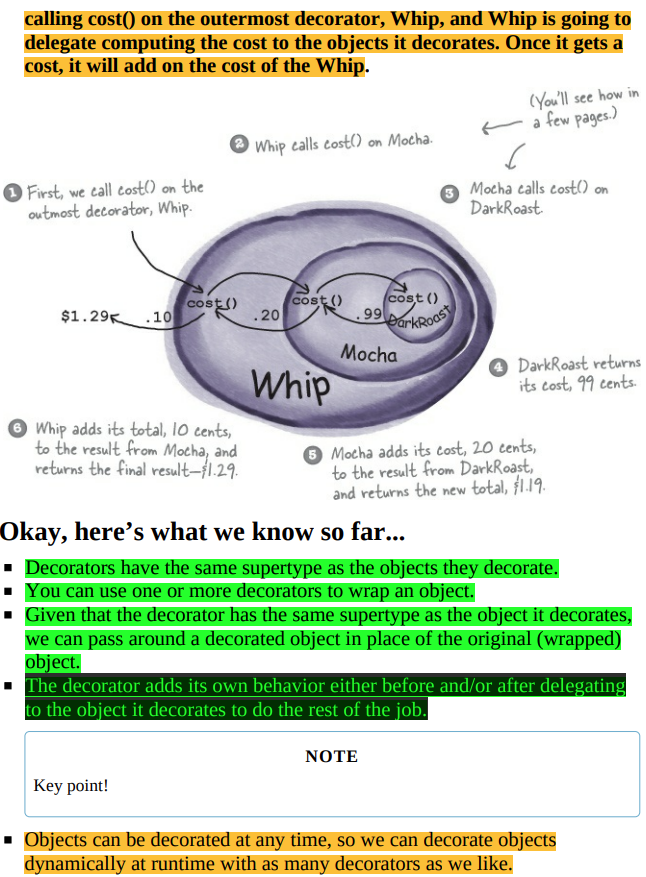 calling cost() on the outermost decorator, Whip, and Whip is going to
delegate computing the cost to the objects it decorates. Once it gets a
cost, it will add on the cost of the Whip.
(You'll see how in
a few pages.)
2 Whip calls cost() on Mocha.
1 First, we call cost() on the
outmost decorator, Whip.
3 Mocha calls cost() on
DarkRoast.
cost() cost() cost()
$1.29 .10 .20 .99 DarkRoast
Mocha
Whip
4 DarkRoast returns
its cost, 99 cents.
6 Whip adds its total, 10 cents,
to the result from Mocha, and
returns the final result—$1.29.
5 Mocha adds its cost, 20 cents,
to the result from DarkRoast,
and returns the new total, $1.19.
Okay, here's what we know so far...
▪ Decorators have the same supertype as the objects they decorate.
▪ You can use one or more decorators to wrap an object.
▪ Given that the decorator has the same supertype as the object it decorates,
we can pass around a decorated object in place of the original (wrapped)
object.
▪ The decorator adds its own behavior either before and/or after delegating
to the object it decorates to do the rest of the job.
NOTE
Key point!
▪ Objects can be decorated at any time, so we can decorate objects
dynamically at runtime with as many decorators as we like.